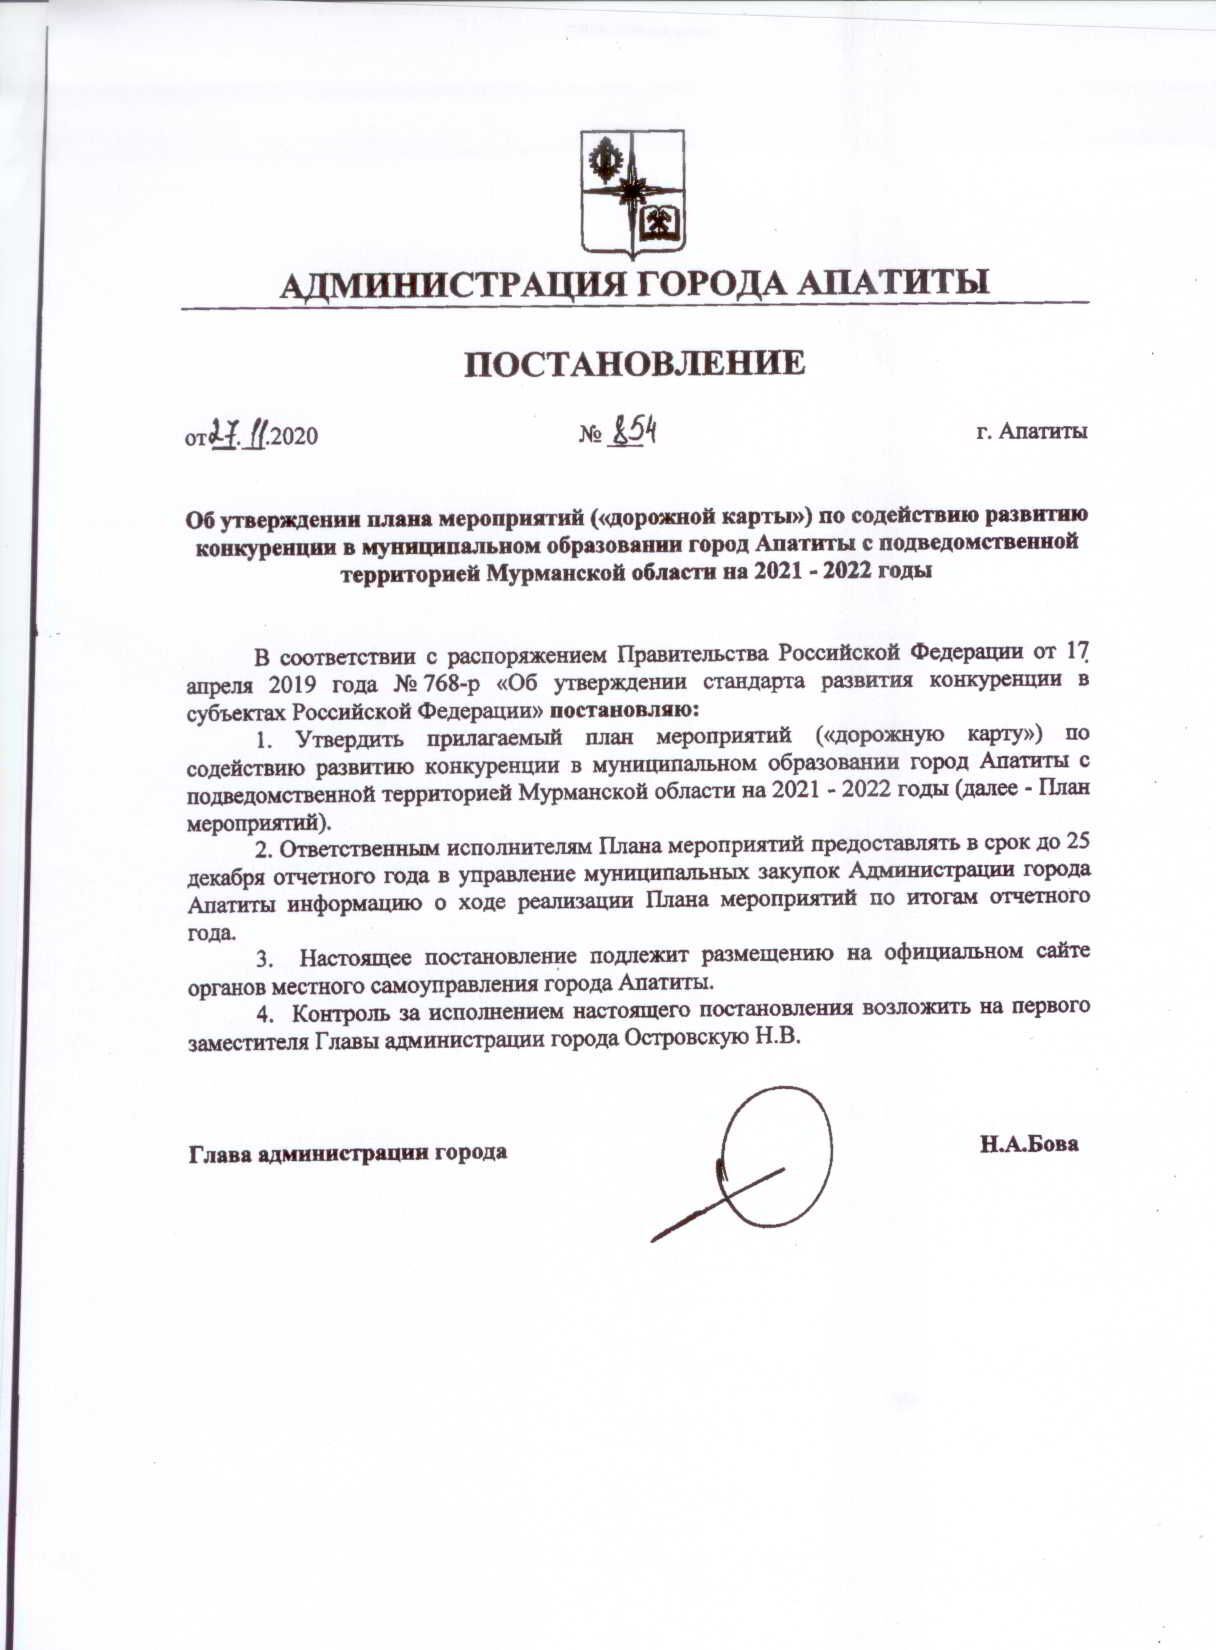 АДМИНИСТРАЦИЯ ГОРОДА АПАТИТЫ
ПОСТАНОВЛЕНИЕ
от 27.11.2020 № 854 г. Апатиты
Об утверждении плана мероприятий («дорожной карты») по содействию развитию
конкуренции в муниципальном образовании город Апатиты с подведомственной
территорией Мурманской области на 2021 - 2022 годы
В соответствии с распоряжением Правительства Российской Федерации от 17
апреля 2019 года № 768-р «Об утверждении стандарта развития конкуренции в
субъектах Российской Федерации» постановляю:
1. Утвердить прилагаемый план мероприятий («дорожную карту») по
содействию развитию конкуренции в муниципальном образовании город Апатиты с
подведомственной территорией Мурманской области на 2021 - 2022 годы (далее - План
мероприятий).
2. Ответственным исполнителям Плана мероприятий предоставлять в срок до 25
декабря отчетного года в управление муниципальных закупок Администрации города
Апатиты информацию о ходе реализации Плана мероприятий по итогам отчетного
года.
3. Настоящее постановление подлежит размещению на официальном сайте
органов местного самоуправления города Апатиты.
4. Контроль за исполнением настоящего постановления возложить на первого
заместителя Главы администрации города Островскую Н.В.
Глава администрации города Н.А.Бова